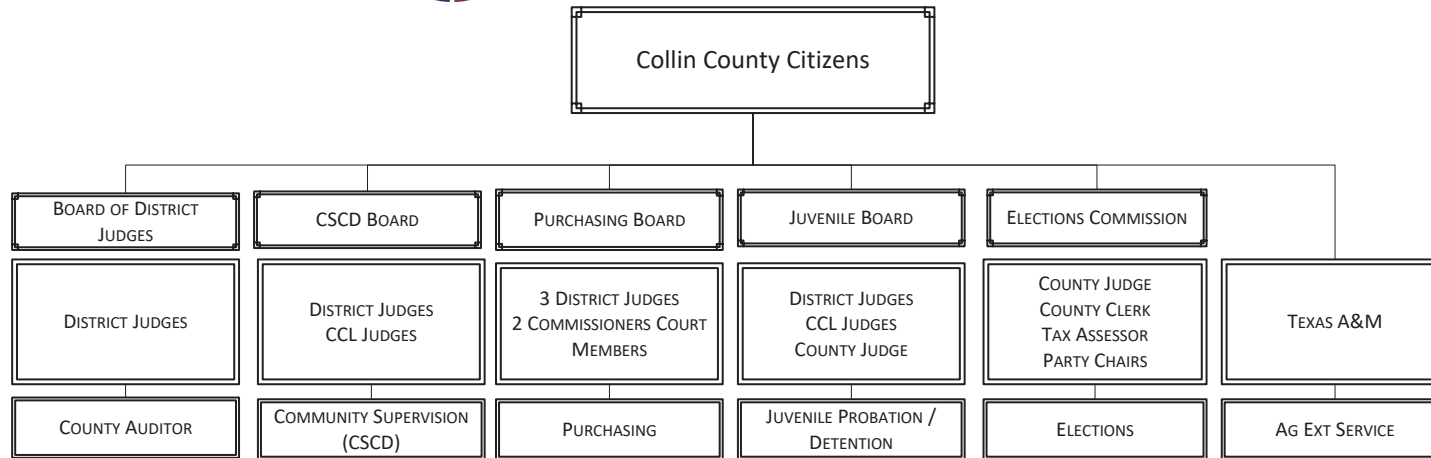 Collin County Citizens
BOARD OF DISTRICT
JUDGES
CSCD BOARD
PURCHASING BOARD
JUVENILE BOARD
ELECTIONS COMMISSION
DISTRICT JUDGES
DISTRICT JUDGES
CCL JUDGES
3 DISTRICT JUDGES
2 COMMISSIONERS COURT
MEMBERS
DISTRICT JUDGES
CCL JUDGES
COUNTY JUDGE
COUNTY JUDGE
COUNTY CLERK
TAX ASSESSOR
PARTY CHAIRS
TEXAS A&M
COUNTY AUDITOR
COMMUNITY SUPERVISION
(CSCD)
PURCHASING
JUVENILE PROBATION /
DETENTION
ELECTIONS
AG EXT SERVICE